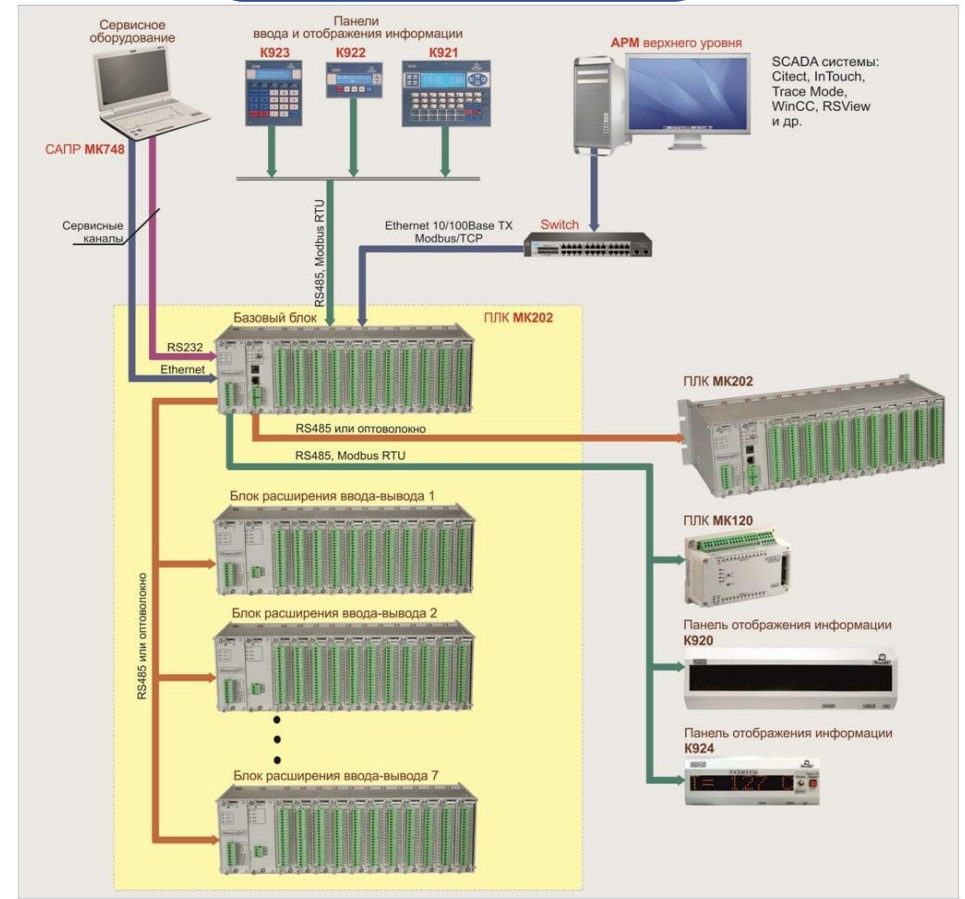 Сервисное
оборудование
Панели
ввода и отображения информации
К923
К922
К921
АРМ верхнего уровня
SCADA системы:
Citect, InTouch,
Trace Mode,
WinCC, RSView
и др.
САПР МК748
Сервисные
каналы
RS485, Modbus RTU
Ethernet 10/100Base TX
Modbus/TCP
Switch
Базовый блок
ПЛК МК202
RS232
Ethernet
ПЛК МК202
RS485 или оптоволокно
RS485, Modbus RTU
Блок расширения ввода-вывода 1
ПЛК МК120
Блок расширения ввода-вывода 2
RS485 или оптоволокно
Панель отображения информации
К920
K920
Панель отображения информации
К924
РАЗМЕРЫ
Блок расширения ввода-вывода 7